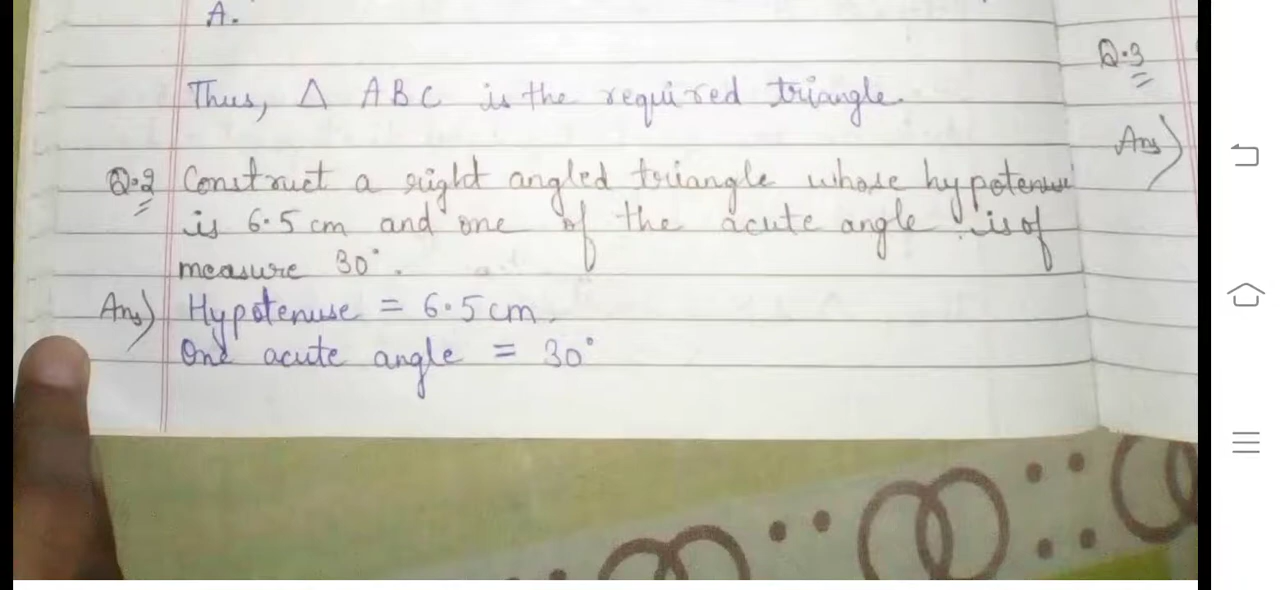 A.
Thus, △ ABC is the required triangle.
Q.2 Construct a right angled triangle whose hypotenuse
is 6.5 cm and one of the acute angle is of
measure 30°.
Ans) Hypotenuse = 6.5 cm.
One acute angle = 30°
Q.3
Ans)